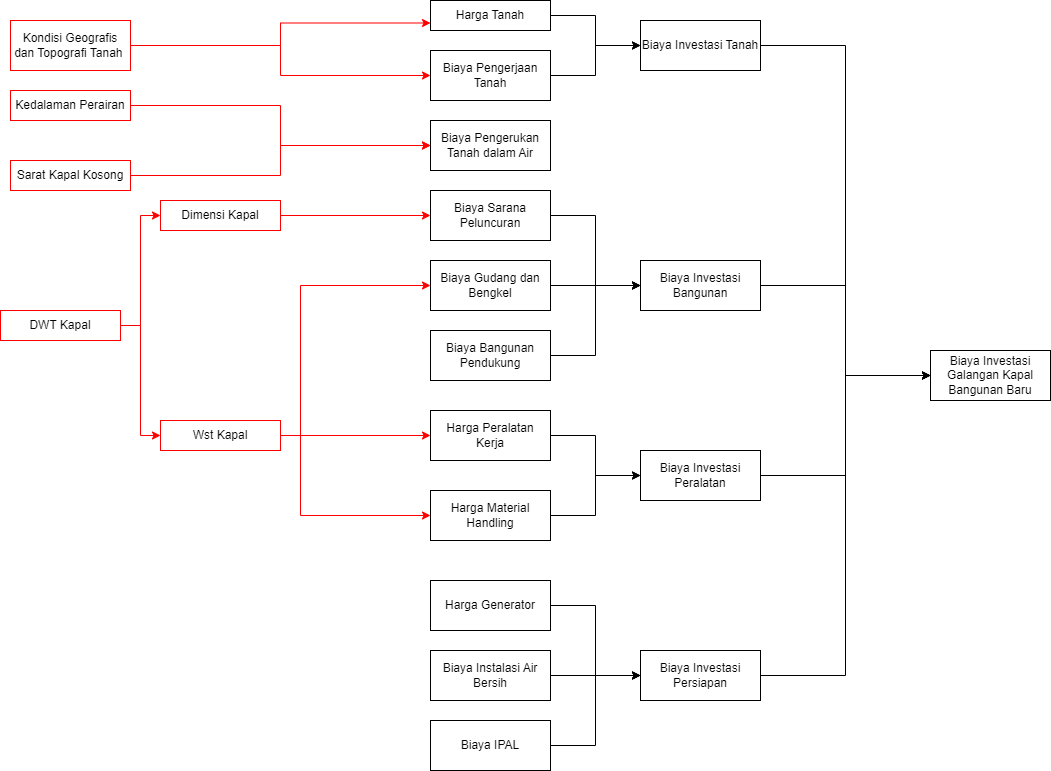 Kondisi Geografis
dan Topografi Tanah
Kedalaman Perairan
Sarat Kapal Kosong
Dimensi Kapal
DWT Kapal
Wst Kapal
Harga Tanah
Biaya Pengerjaan
Tanah
Biaya Pengerukan
Tanah dalam Air
Biaya Sarana
Peluncuran
Biaya Gudang dan
Bengkel
Biaya Bangunan
Pendukung
Harga Peralatan
Kerja
Harga Material
Handling
Harga Generator
Biaya Instalasi Air
Bersih
Biaya IPAL
Biaya Investasi Tanah
Biaya Investasi
Bangunan
Biaya Investasi
Peralatan
Biaya Investasi
Persiapan
Biaya Investasi
Galangan Kapal
Bangunan Baru